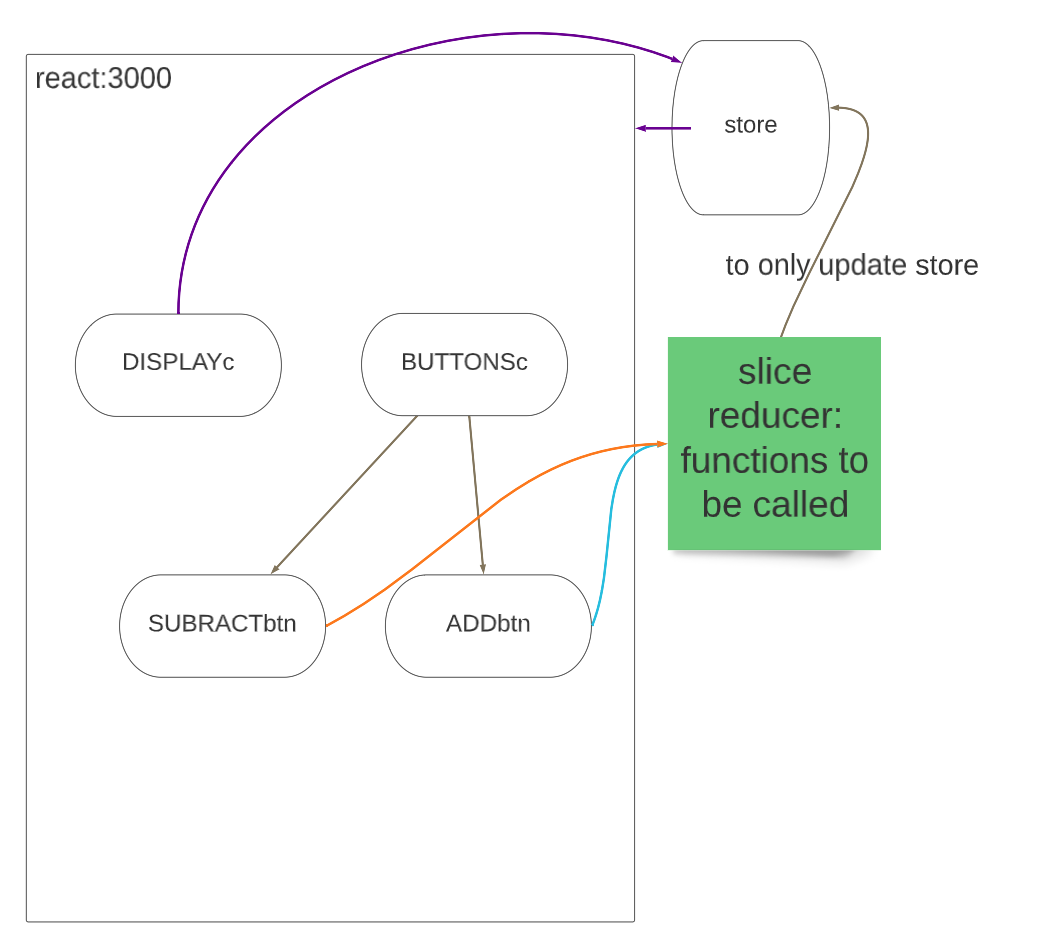 react:3000
store
to only update store
DISPLAYc
BUTTONSc
slice
reducer:
functions to
be called
SUBRACTbtn
ADDbtn